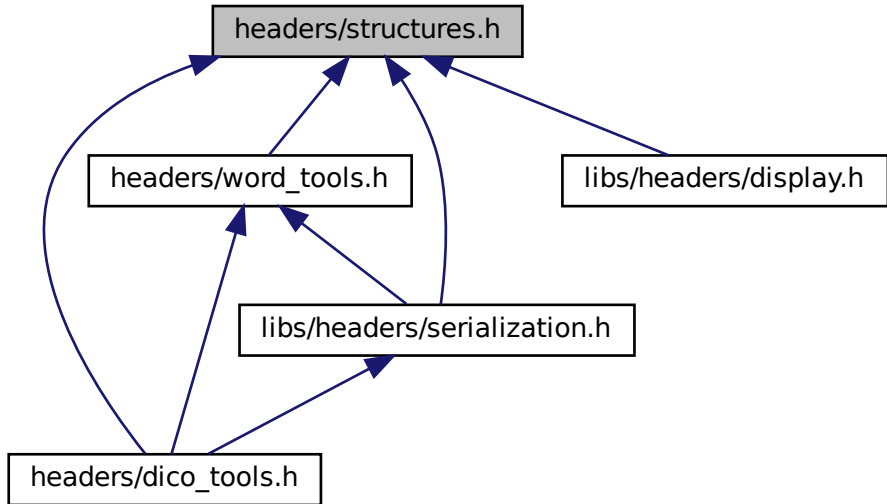 headers/structures.h
headers/word_tools.h
libs/headers/display.h
libs/headers/serialization.h
headers/dico_tools.h